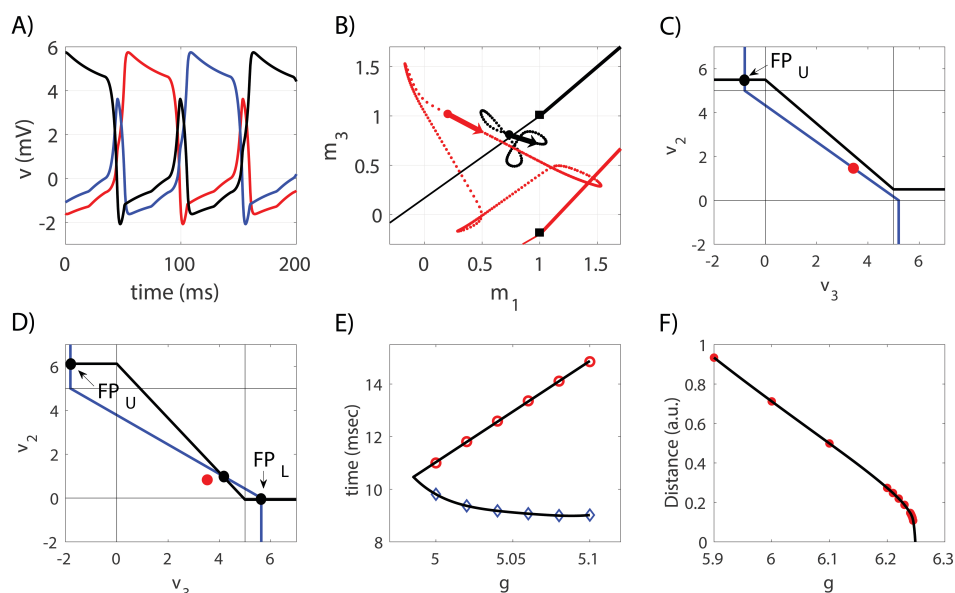 A)
6
4
2
0
-2
v (mV)
0
100
200
time (ms)
B)
1.5
1
0.5
0
m3
0
0.5
1
1.5
m1
C)
6
4
2
0
-2
v2
FP U
-2
0
2
4
6
v3
D)
6
4
2
0
-2
v2
FP U
FP L
-2
0
2
4
6
v3
E)
14
12
10
8
time (msec)
5
5.05
5.1
g
F)
1
0.8
0.6
0.4
0.2
0
Distance (a.u.)
5.9
6
6.1
6.2
6.3
g